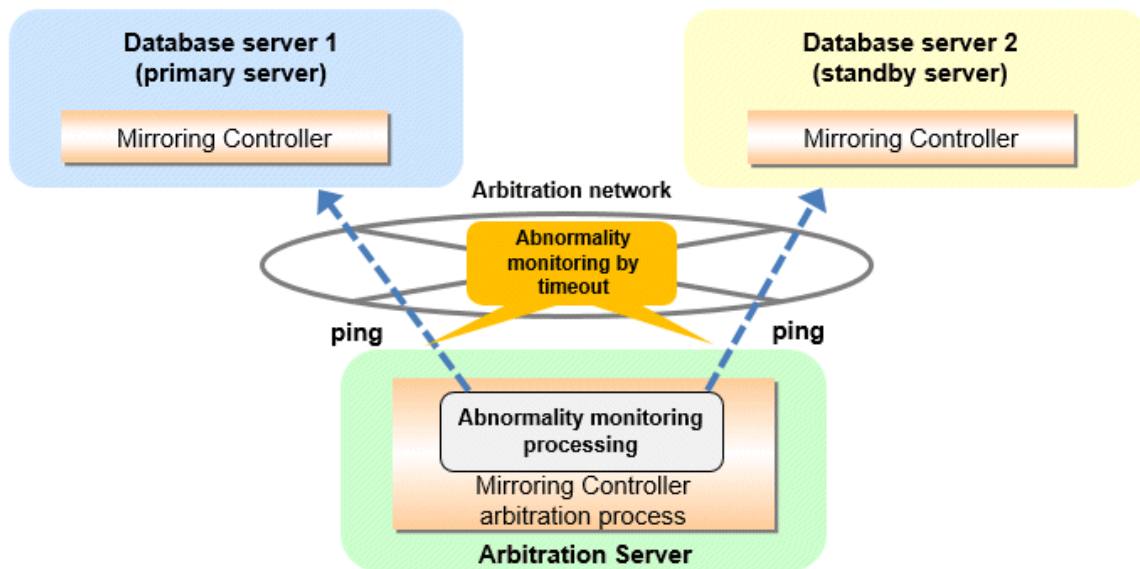 Database server 1
(primary server)
Mirroring Controller
Database server 2
(standby server)
Mirroring Controller
Arbitration network
Abnormality
monitoring by
timeout
ping
ping
Abnormality monitoring
processing
Mirroring Controller
arbitration process
Arbitration Server